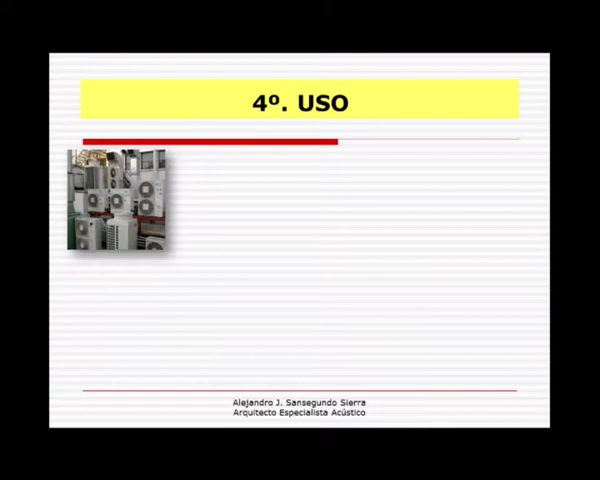 4º. USO
Alejandro J. Sansegundo Sierra
Arquitecto Especialista Acústico